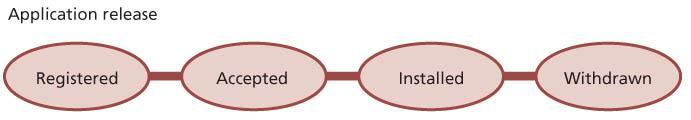 Application release
Registered
Accepted
Installed
Withdrawn